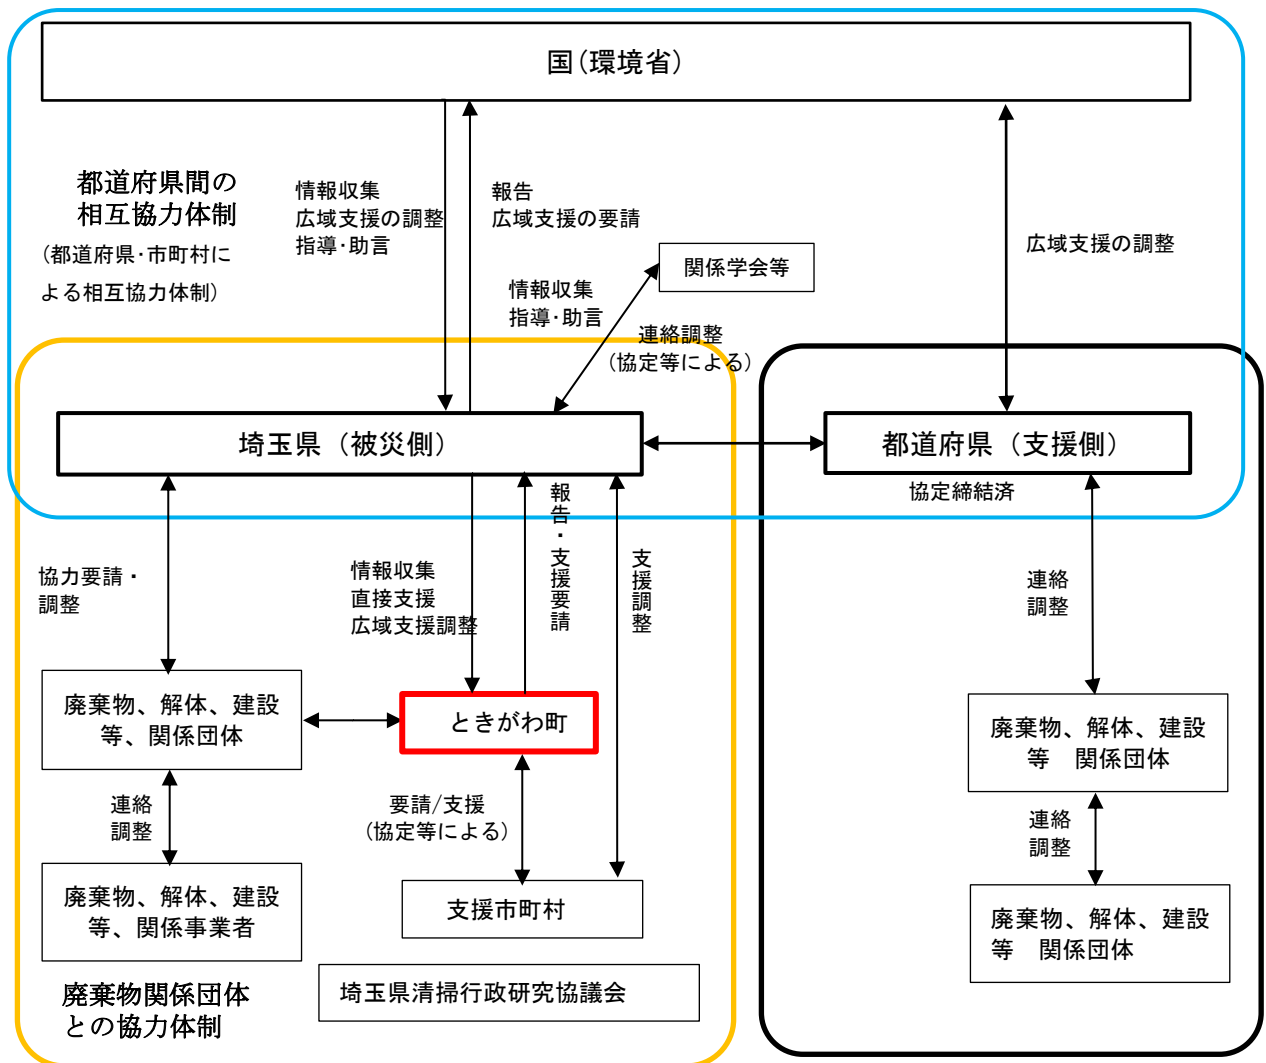 国(環境省)
都道府県間の
相互協力体制
(都道府県･市町村に
よる相互協力体制)
情報収集
広域支援の調整
指導･助言
報告
広域支援の要請
広域支援の調整
関係学会等
情報収集
指導･助言
連絡調整
(協定等による)
埼玉県（被災側）
都道府県（支援側）
協定締結済
協力要請・
調整
情報収集
直接支援
広域支援調整
報告・支援要請
支援調整
連絡
調整
廃棄物、解体、建設
等、関係団体
ときがわ町
廃棄物、解体、建設
等　関係団体
連絡
調整
要請/支援
(協定等による)
連絡
調整
廃棄物、解体、建設
等、関係事業者
支援市町村
廃棄物、解体、建設
等　関係団体
廃棄物関係団体
との協力体制
埼玉県清掃行政研究協議会